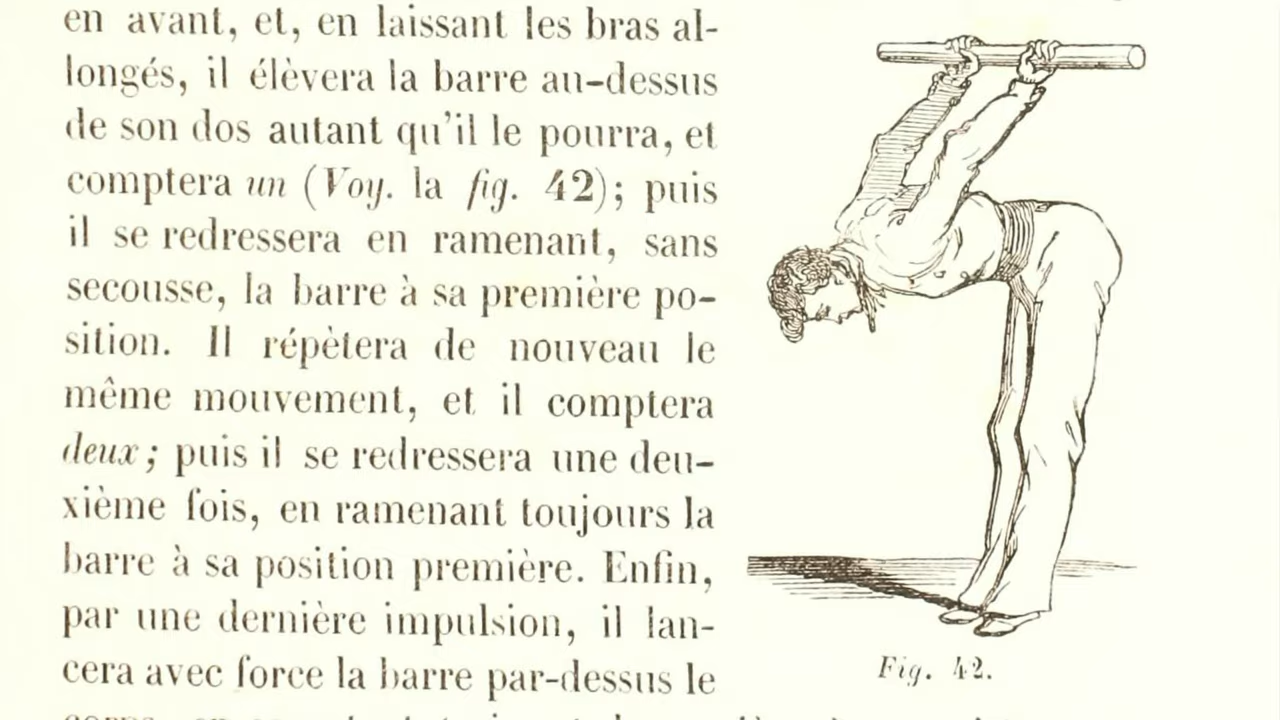 en avant, et, en laissant les bras al-
longés, il élèvera la barre au-dessus
de son dos autant qu'il le pourra, et
comptera un (Voy. la fig. 42); puis
il se redressera en ramenant, sans
secousse, la barre à sa première po-
sition. Il répètera de nouveau le
même mouvement, et il comptera
deux; puis il se redressera une deu-
xième fois, en ramenant toujours la
barre à sa position première. Enfin,
par une dernière impulsion, il lan-
cera avec force la barre par-dessus le
Fig. 42.